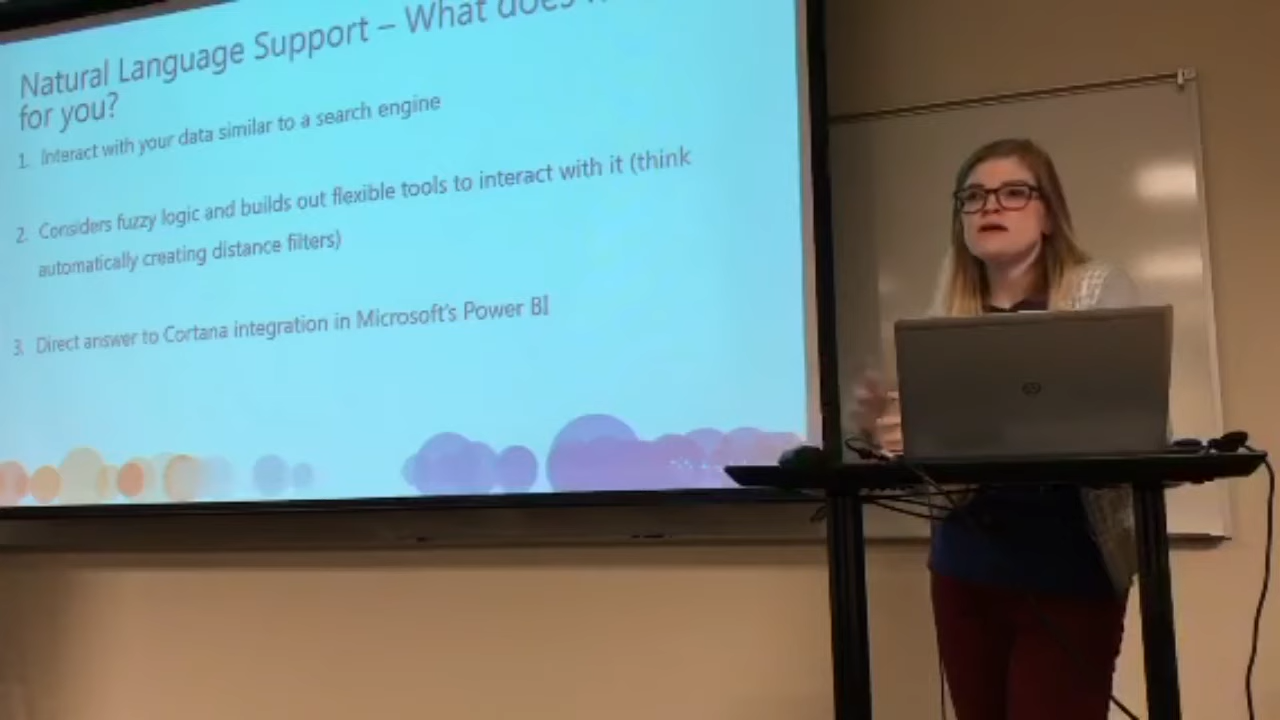 Natural Language Support – What does
for you?
1. Interact with your data similar to a search engine
2. Considers fuzzy logic and builds out flexible tools to interact with it (think
automatically creating distance filters)
3. Direct answer to Cortana integration in Microsoft's Power BI
hp